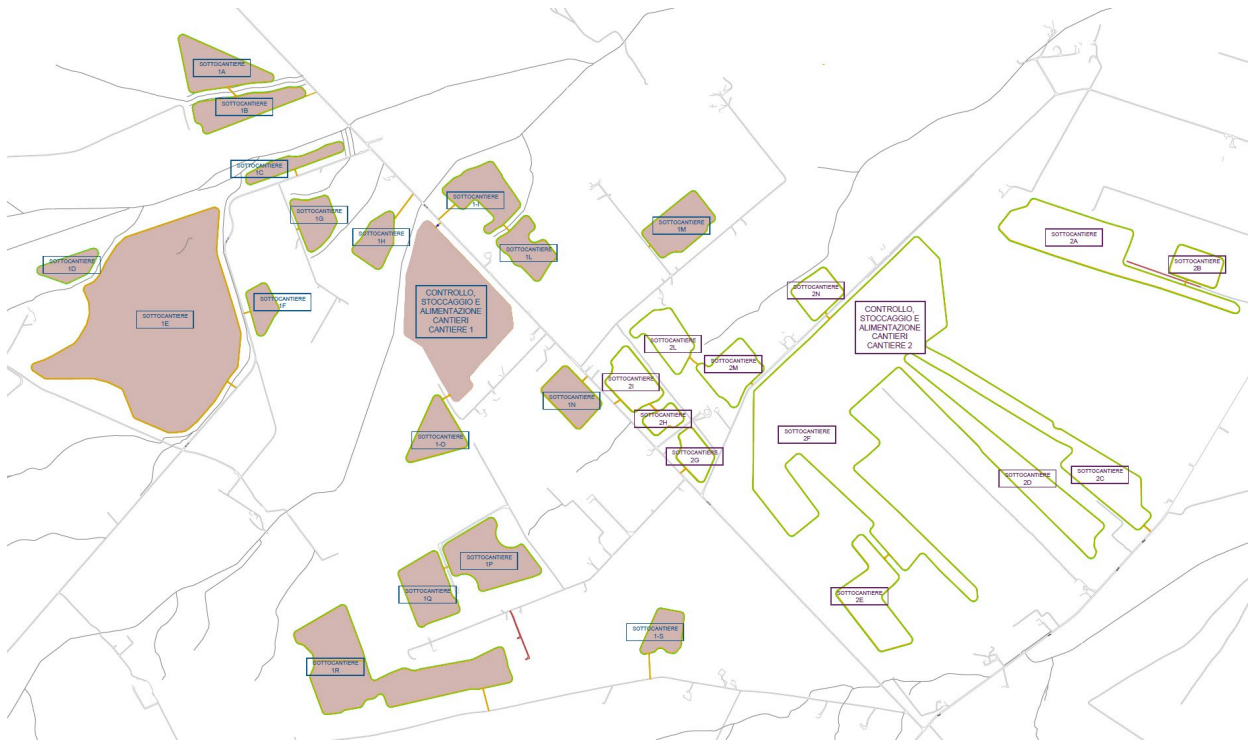 SOTTOCANTIERE
1A
SOTTOCANTIERE
1B
SOTTOCANTIERE
1C
SOTTOCANTIERE
1G
SOTTOCANTIERE
1H
SOTTOCANTIERE
1-I
SOTTOCANTIERE
1L
SOTTOCANTIERE
1M
SOTTOCANTIERE
1D
SOTTOCANTIERE
1E
SOTTOCANTIERE
1F
CONTROLLO,
STOCCAGGIO E
ALIMENTAZIONE
CANTIERI
CANTIERE 1
SOTTOCANTIERE
1N
SOTTOCANTIERE
1-O
SOTTOCANTIERE
1P
SOTTOCANTIERE
1Q
SOTTOCANTIERE
1R
SOTTOCANTIERE
1-S
SOTTOCANTIERE
2A
SOTTOCANTIERE
2B
SOTTOCANTIERE
2N
CONTROLLO,
STOCCAGGIO E
ALIMENTAZIONE
CANTIERI
CANTIERE 2
SOTTOCANTIERE
2L
SOTTOCANTIERE
2M
SOTTOCANTIERE
2I
SOTTOCANTIERE
2H
SOTTOCANTIERE
2G
SOTTOCANTIERE
2F
SOTTOCANTIERE
2D
SOTTOCANTIERE
2C
SOTTOCANTIERE
2E